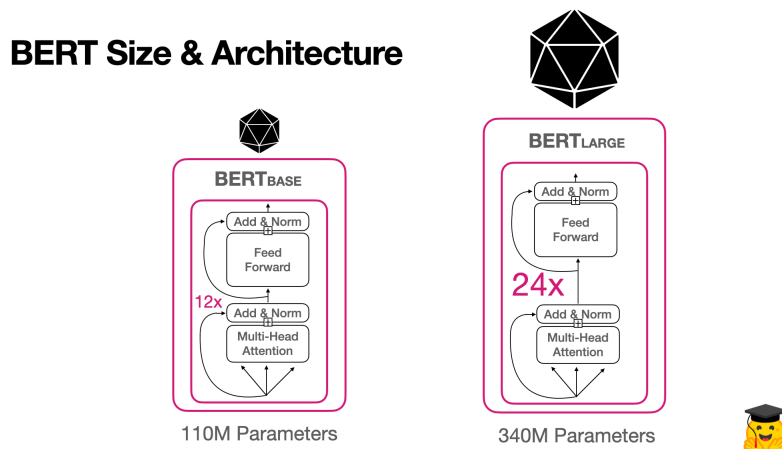 BERT Size & Architecture
BERTBASE
Add & Norm
Feed
Forward
12x
Add & Norm
Multi-Head
Attention
110M Parameters
BERTLARGE
Add & Norm
Feed
Forward
24x
Add & Norm
Multi-Head
Attention
340M Parameters